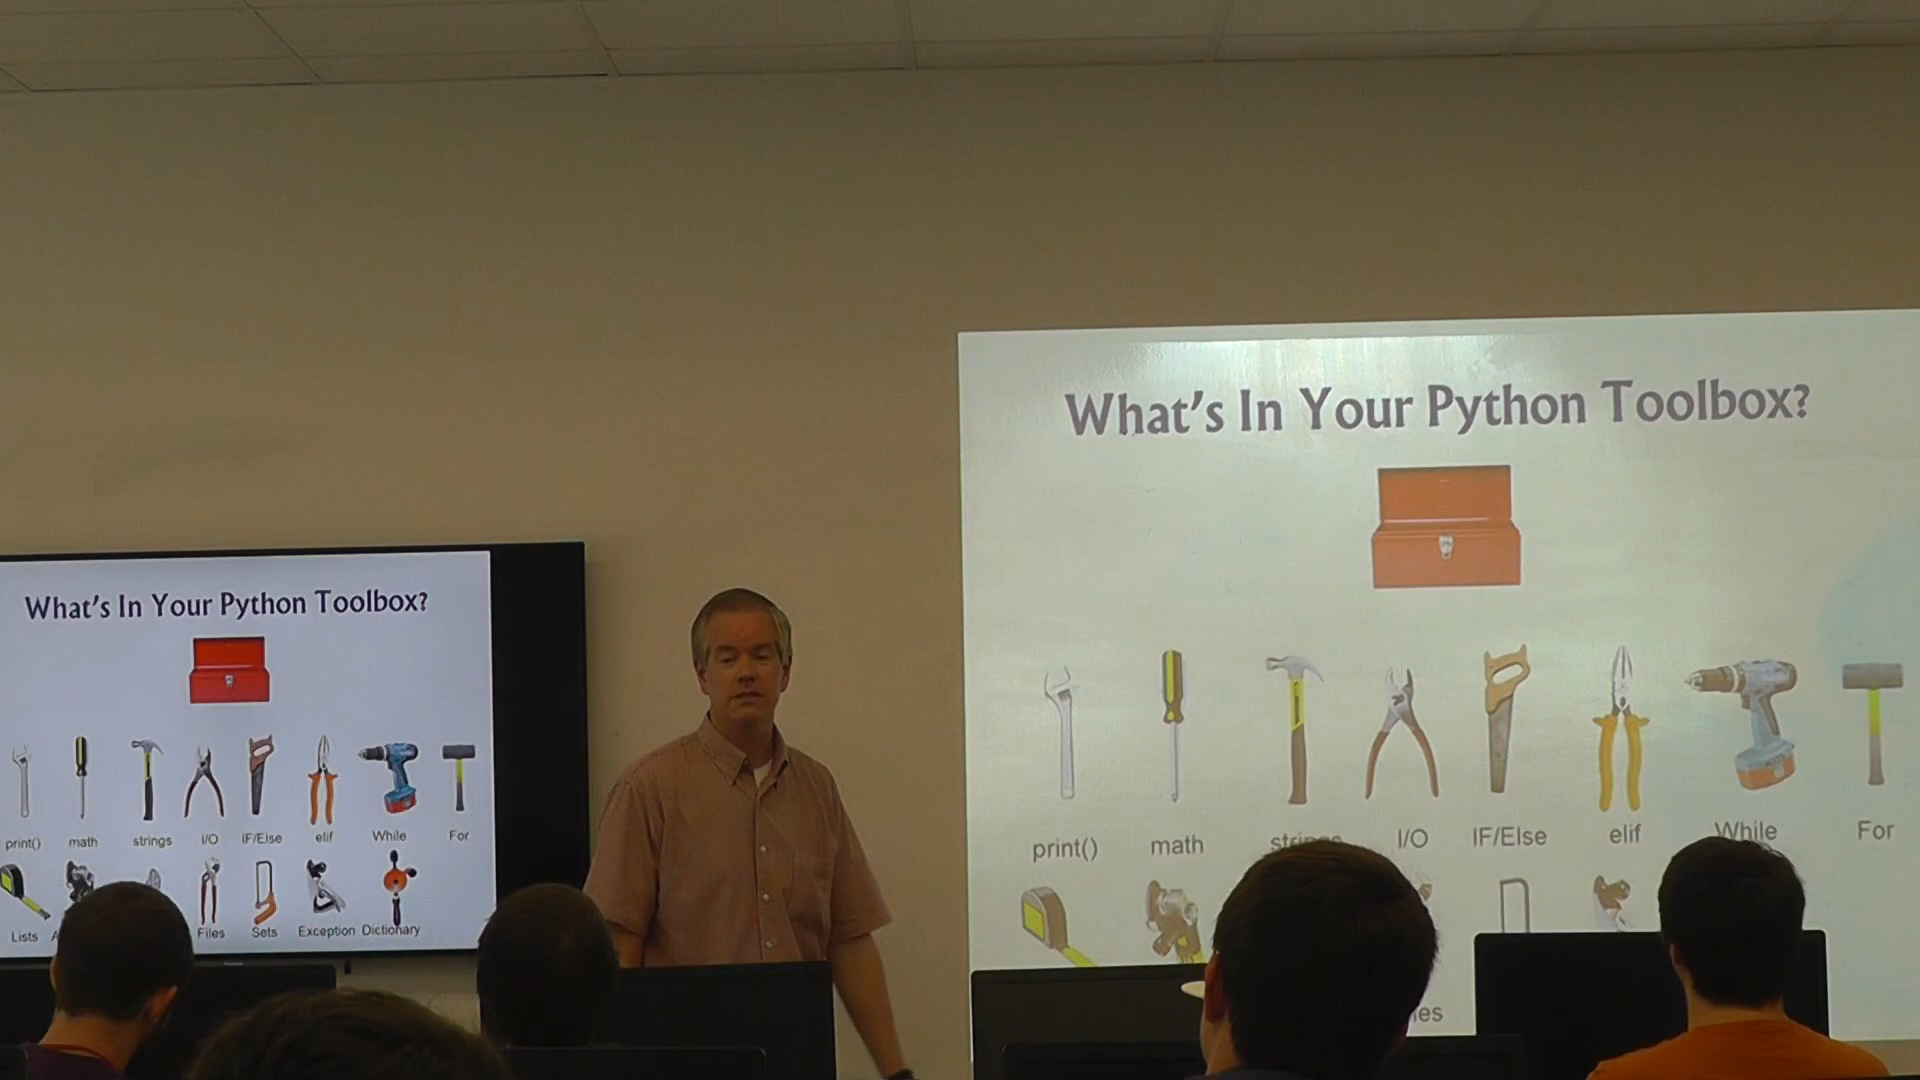 What's In Your Python Toolbox?
print() math strings I/O IF/Else elif While For
Lists Files Sets Exception Dictionary
What's In Your Python Toolbox?
print() math strings I/O IF/Else elif While For